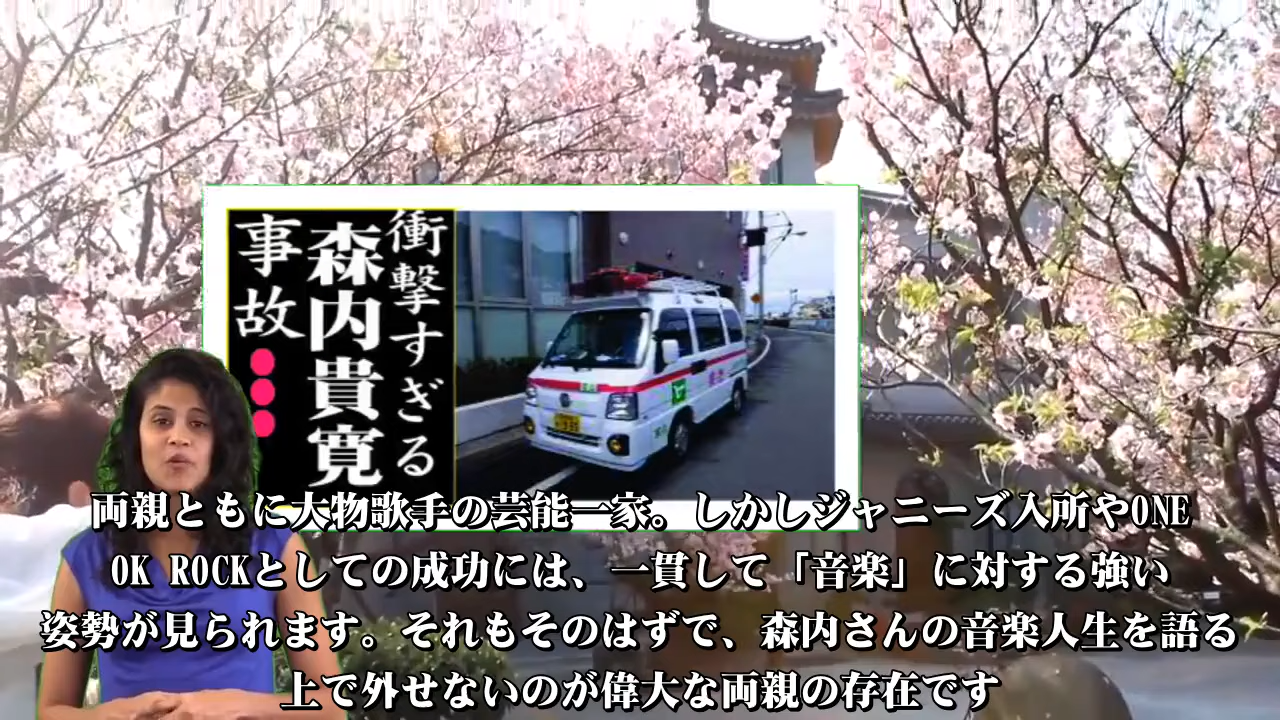 衝撃すぎる
森内貴寛
事故
両親ともに大物歌手の芸能一家。しかしジャニーズ入所やONE
OK ROCKとしての成功には、一貫して「音楽」に対する強い
姿勢が見られます。それもそのはずで、森内さんの音楽人生を語る
上で外せないのが偉大な両親の存在です